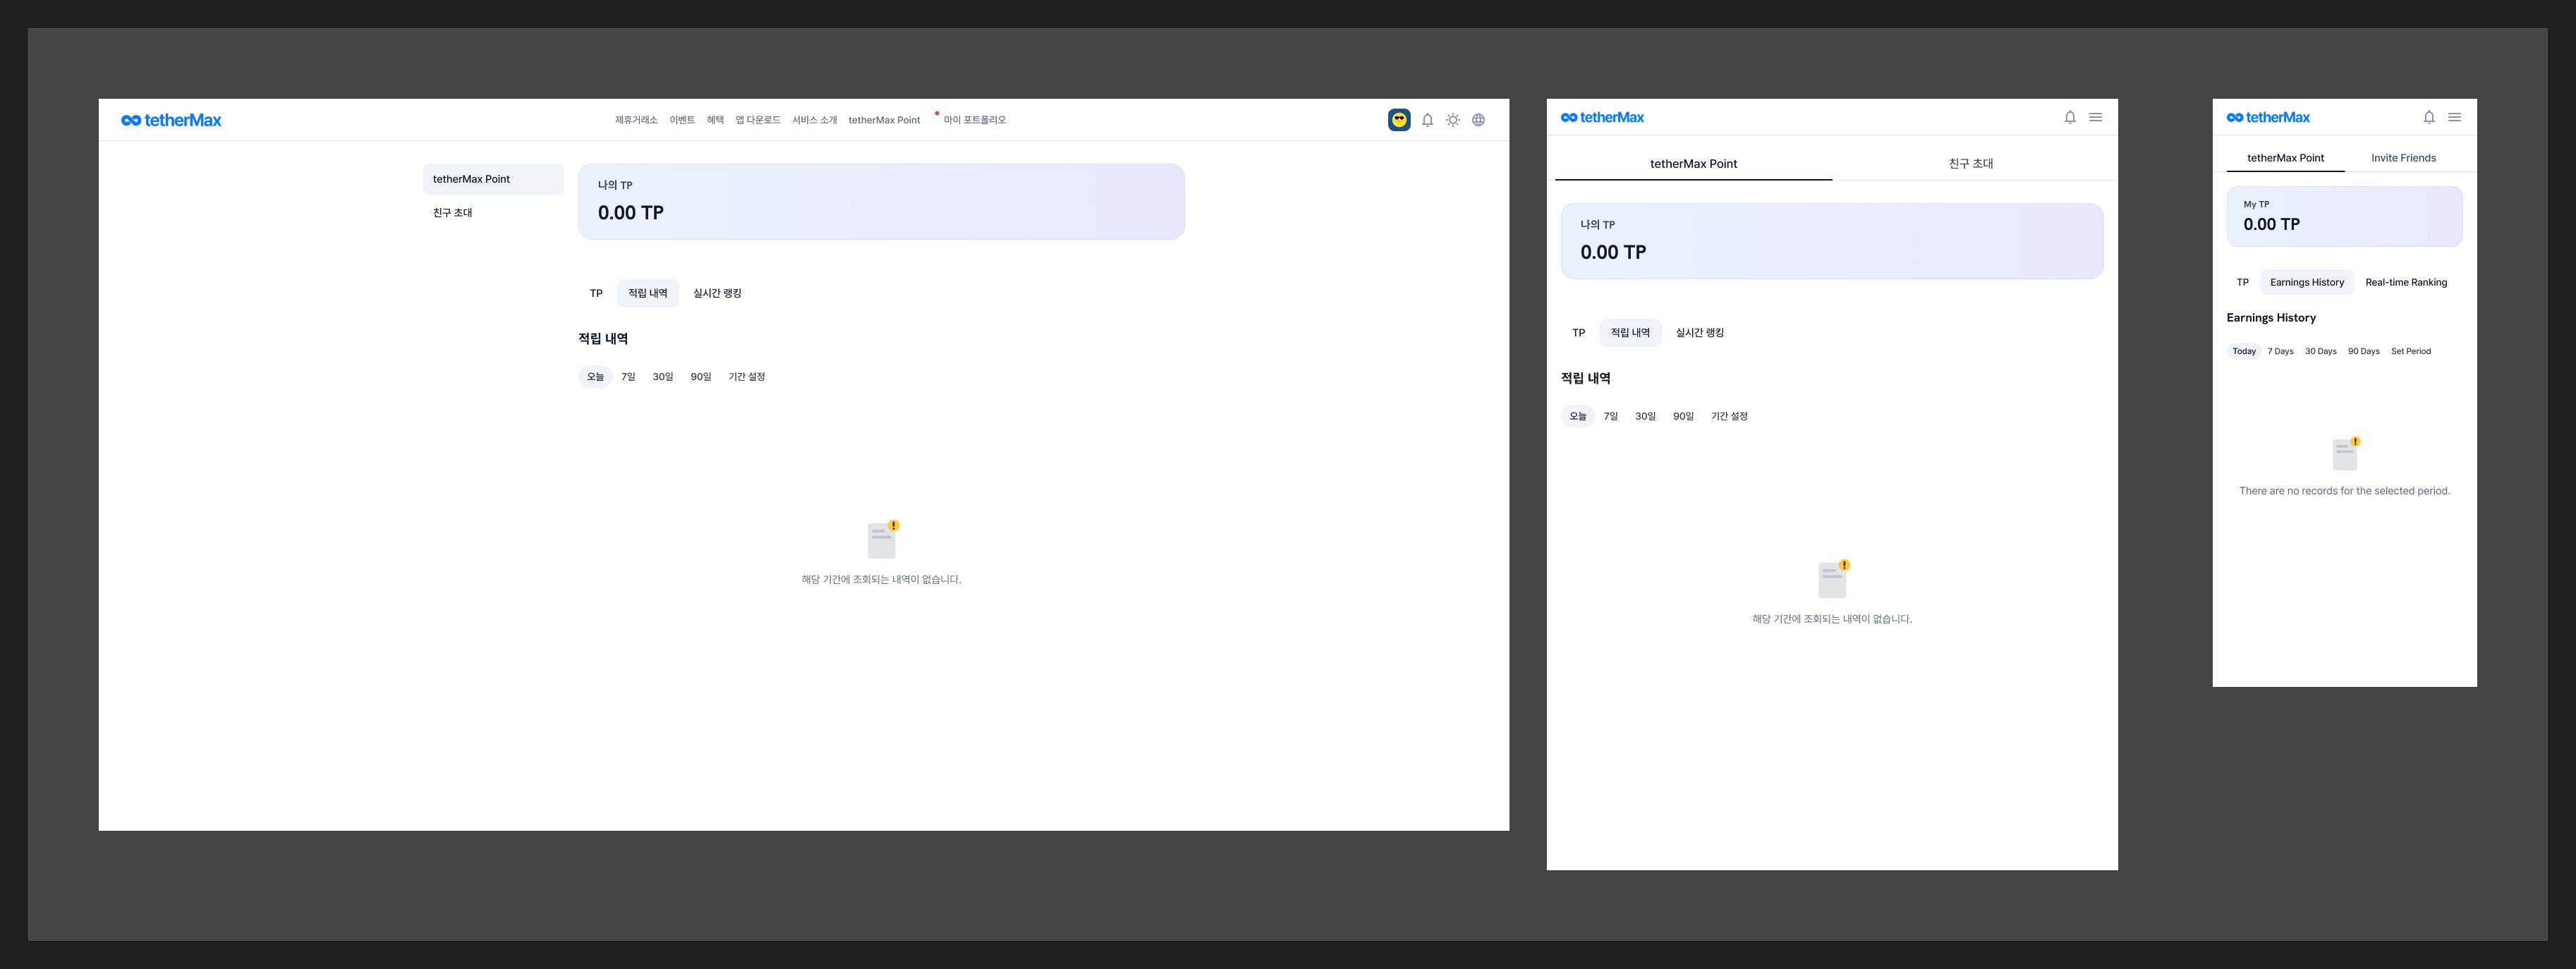 tetherMax
제휴거래소 이벤트 혜택 앱 다운로드 서비스 소개 tetherMax Point 마이 포트폴리오
tetherMax Point
친구 초대
나의 TP
0.00 TP
TP 적립 내역 실시간 랭킹
적립 내역
오늘 7일 30일 90일 기간 설정
해당 기간에 조회되는 내역이 없습니다.
tetherMax
tetherMax Point 친구 초대
나의 TP
0.00 TP
TP 적립 내역 실시간 랭킹
적립 내역
오늘 7일 30일 90일 기간 설정
해당 기간에 조회되는 내역이 없습니다.
tetherMax
tetherMax Point Invite Friends
My TP
0.00 TP
TP Earnings History Real-time Ranking
Earnings History
Today 7 Days 30 Days 90 Days Set Period
There are no records for the selected period.